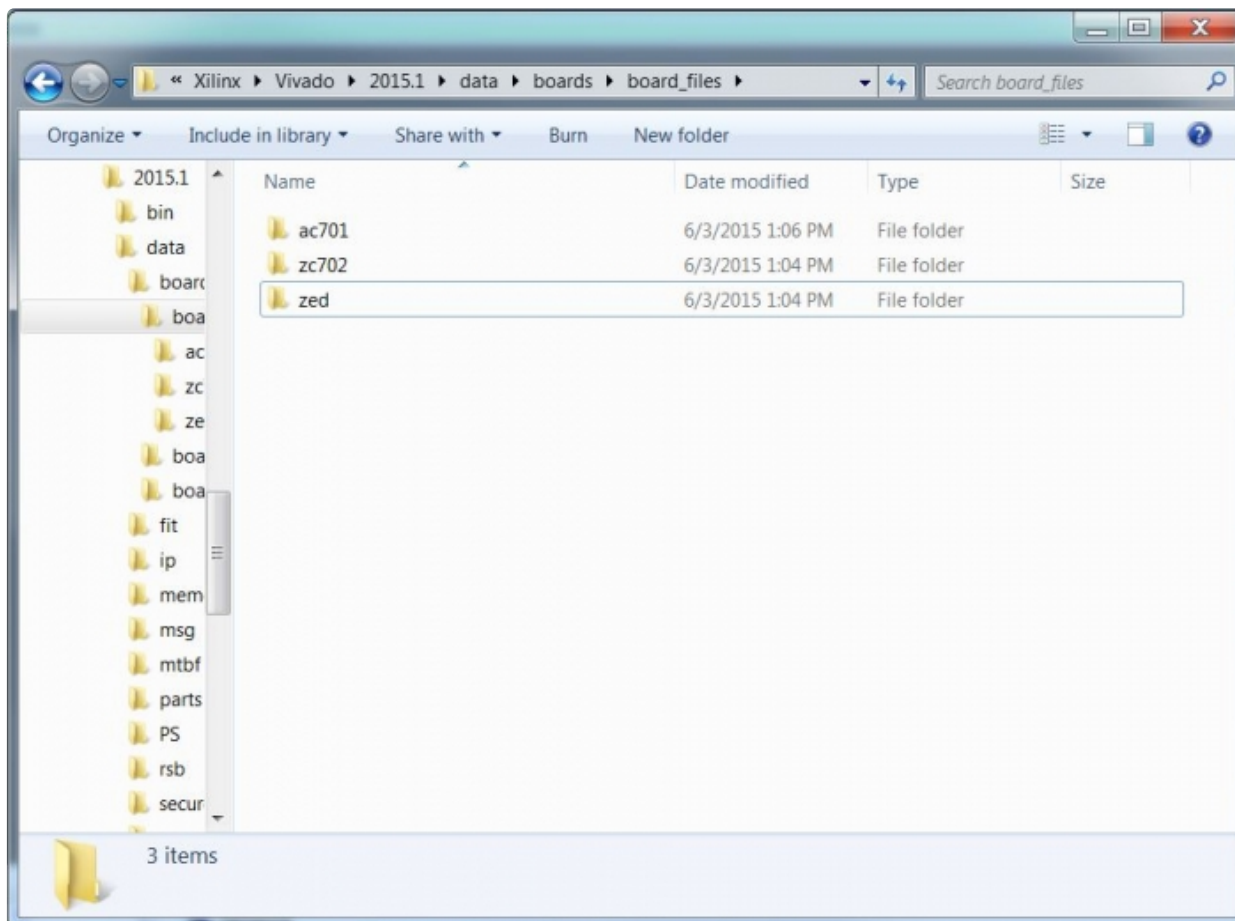 « Xilinx ▸ Vivado ▸ 2015.1 ▸ data ▸ boards ▸ board_files ▸ Search board_files
Organize ▾ Include in library ▾ Share with ▾ Burn New folder
Name Date modified Type Size
ac701 6/3/2015 1:06 PM File folder
zc702 6/3/2015 1:04 PM File folder
zed 6/3/2015 1:04 PM File folder
2015.1
bin
data
board
boa
ac
zc
ze
boa
boa
fit
ip
mem
msg
mtbf
parts
PS
rsb
secur
3 items